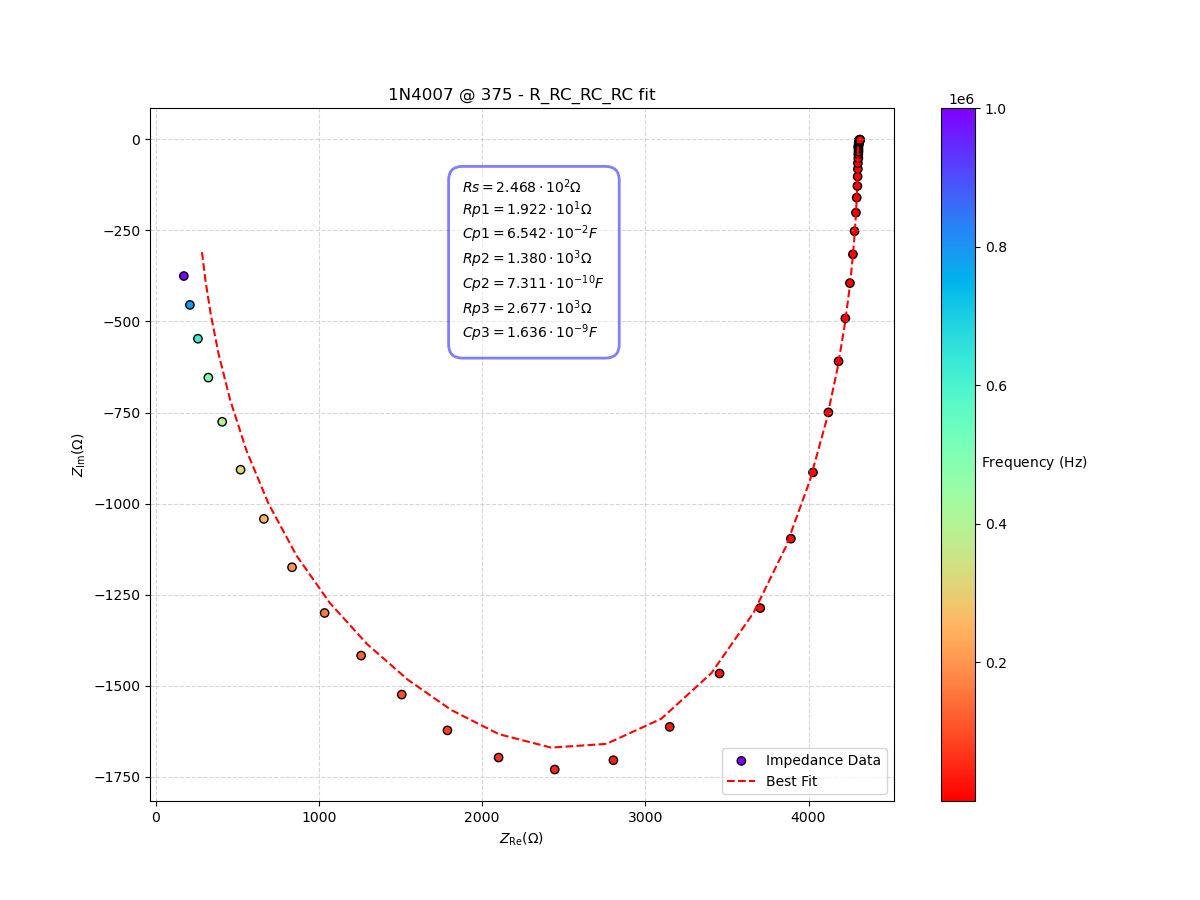 1N4007 @ 375 - R_RC_RC_RC fit
1e6
Rs = 2.468 · 10²Ω
Rp1 = 1.922 · 10¹Ω
Cp1 = 6.542 · 10⁻²F
Rp2 = 1.380 · 10³Ω
Cp2 = 7.311 · 10⁻¹⁰F
Rp3 = 2.677 · 10³Ω
Cp3 = 1.636 · 10⁻⁹F
0
−250
−500
−750
−1000
−1250
−1500
−1750
Z_Im(Ω)
0
1000
2000
3000
4000
Z_Re(Ω)
Impedance Data
Best Fit
1.0
0.8
0.6
0.4
0.2
Frequency (Hz)